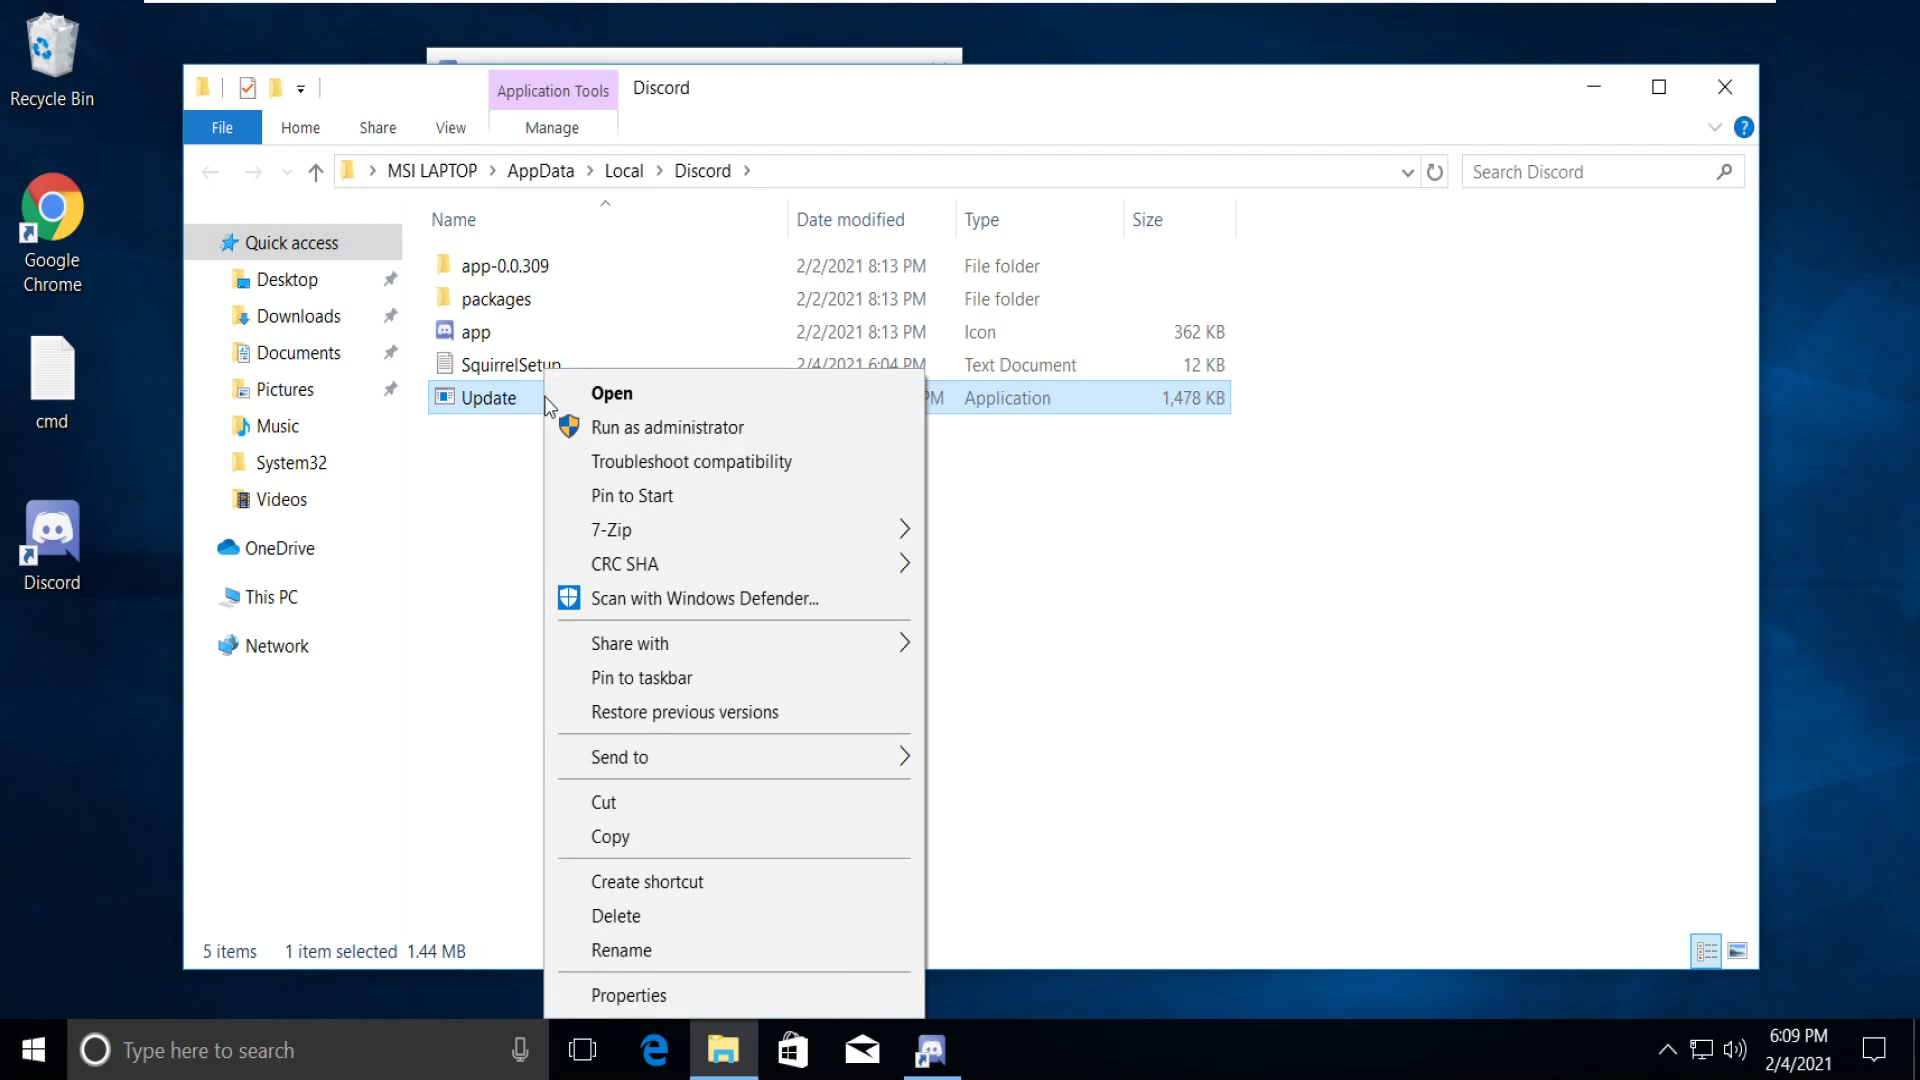 Recycle Bin
Google
Chrome
cmd
Discord
Application Tools
Discord
File
Home
Share
View
Manage
?
MSI LAPTOP
AppData
Local
Discord
Search Discord
Name
Date modified
Type
Size
Quick access
Desktop
Downloads
Documents
Pictures
Music
System32
Videos
OneDrive
This PC
Network
app-0.0.309 2/2/2021 8:13 PM File folder
packages 2/2/2021 8:13 PM File folder
app 2/2/2021 8:13 PM Icon 362 KB
SquirrelSetup 2/4/2021 6:04 PM Text Document 12 KB
Update PM Application 1,478 KB
Open
Run as administrator
Troubleshoot compatibility
Pin to Start
7-Zip
CRC SHA
Scan with Windows Defender...
Share with
Pin to taskbar
Restore previous versions
Send to
Cut
Copy
Create shortcut
Delete
Rename
Properties
5 items 1 item selected 1.44 MB
Type here to search
6:09 PM
2/4/2021